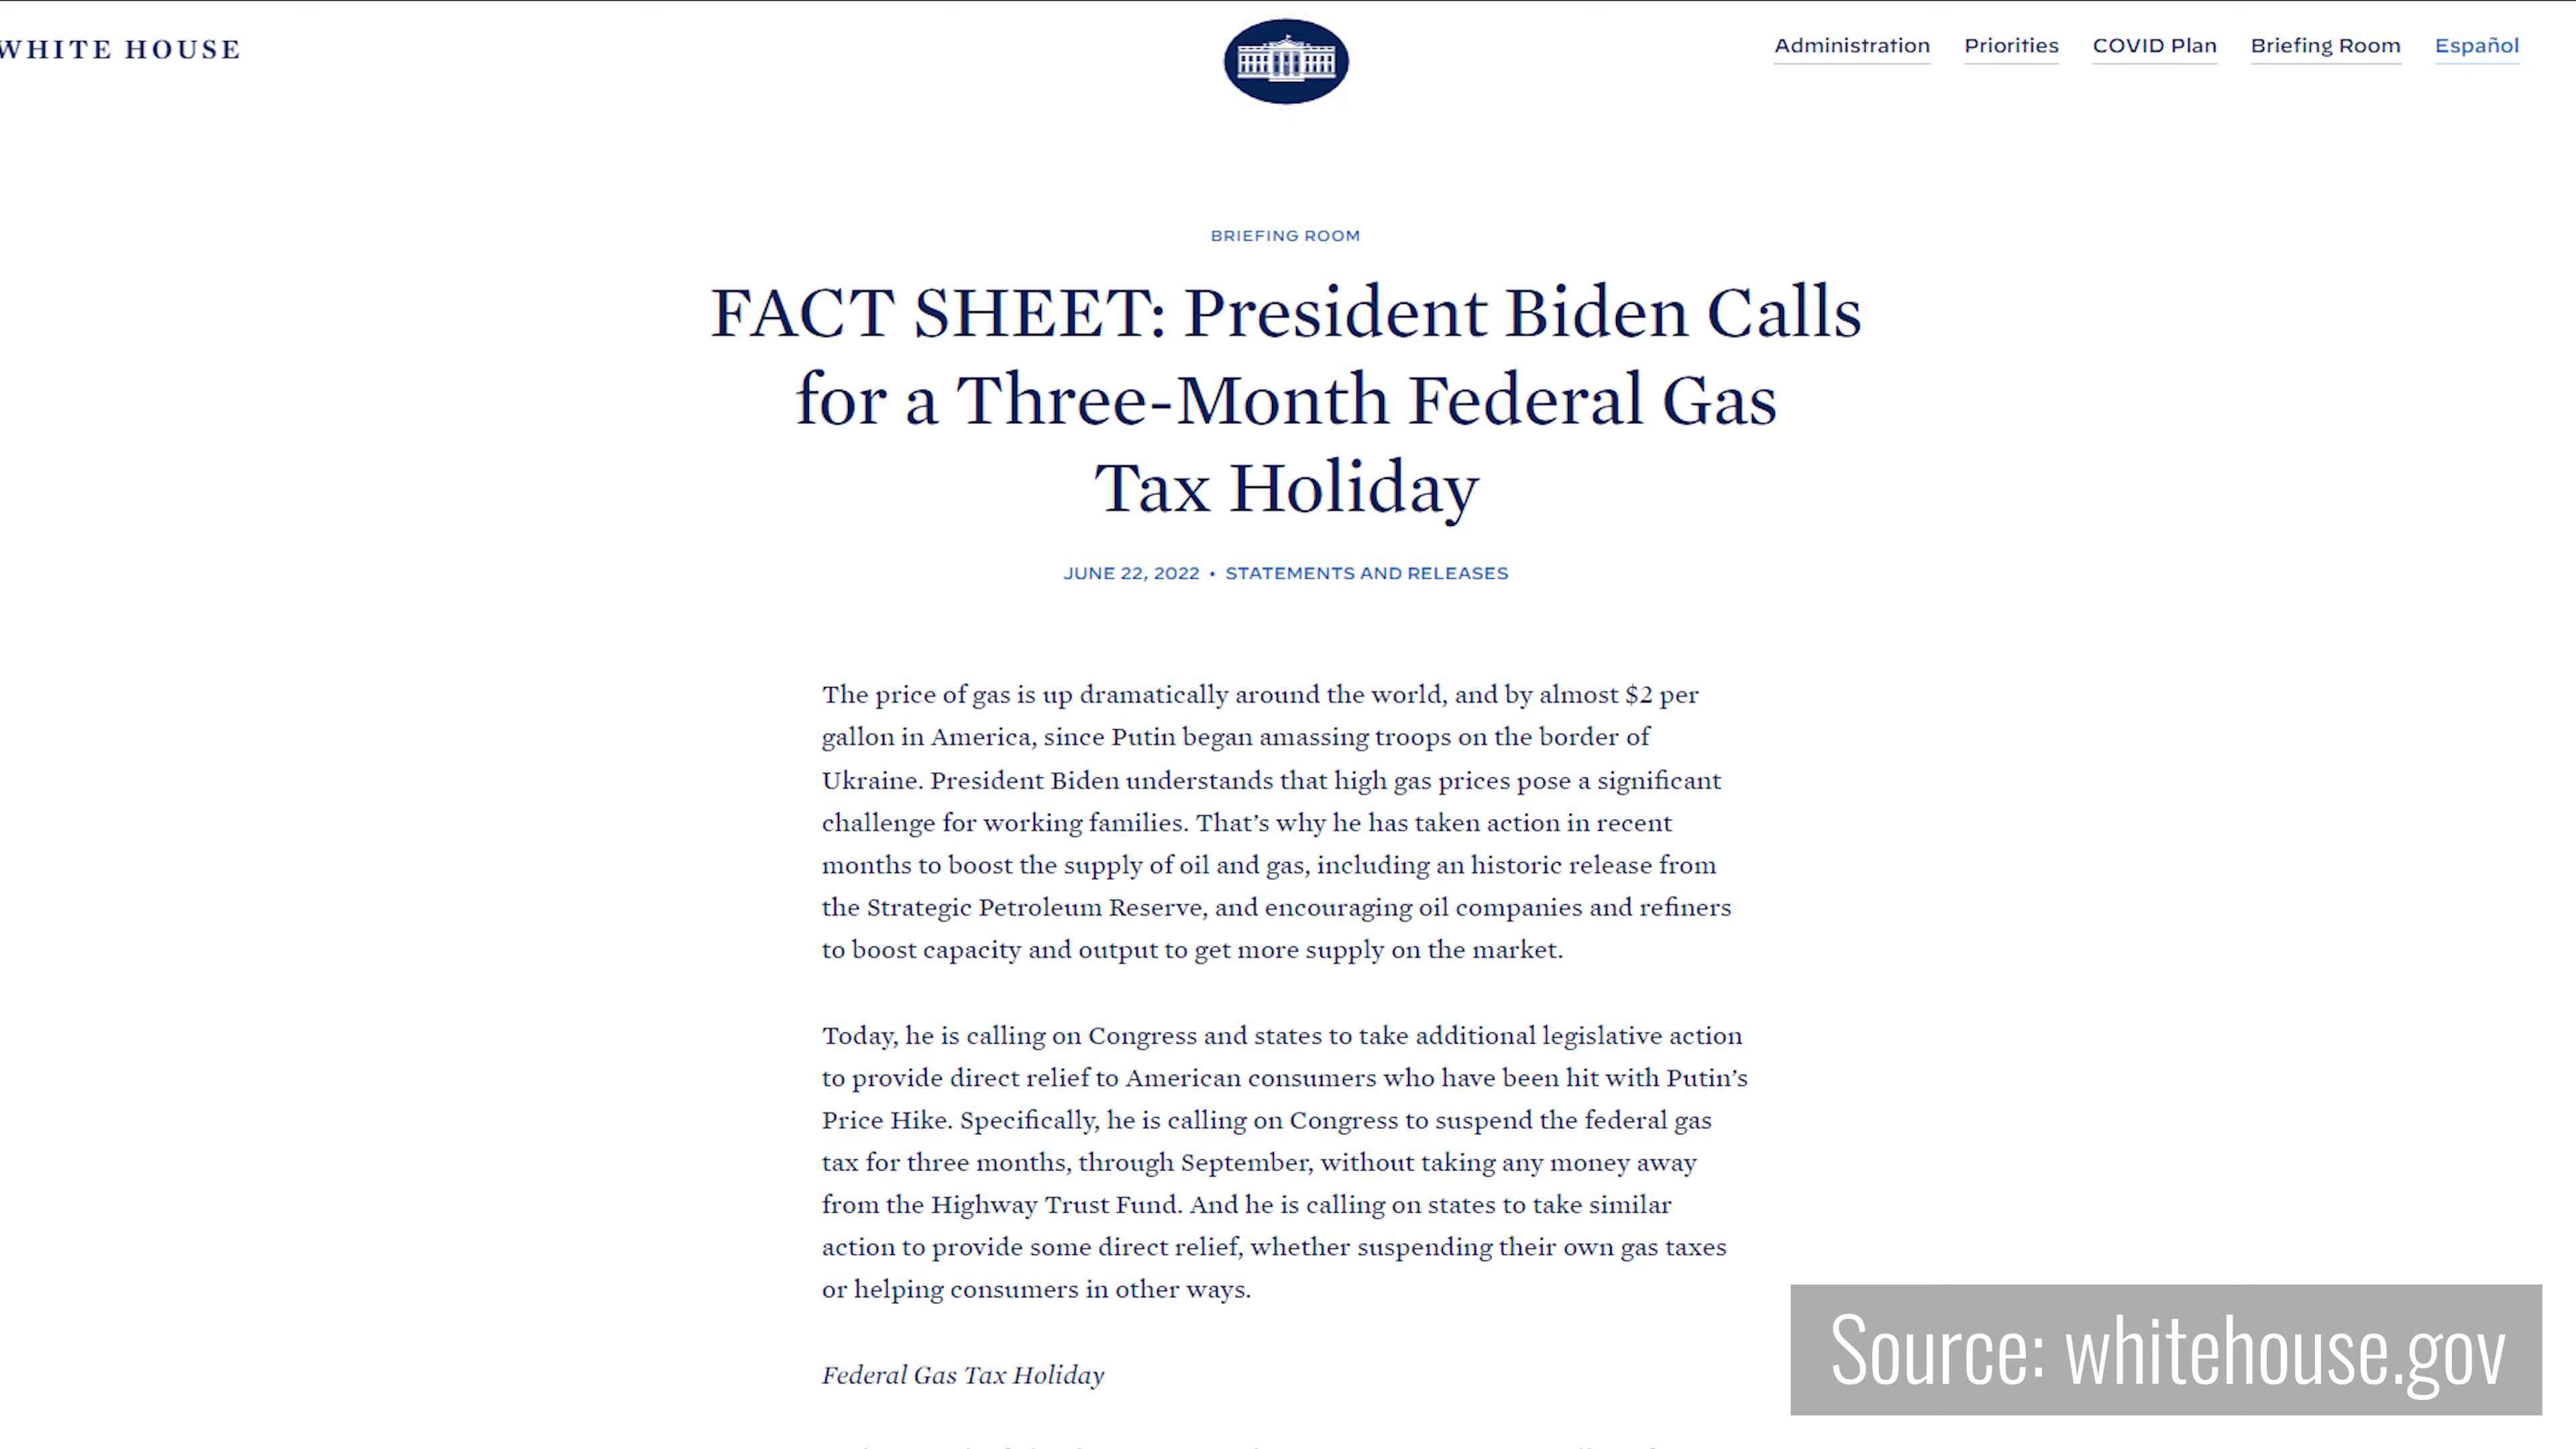 WHITE HOUSE
Administration Priorities COVID Plan Briefing Room Español
BRIEFING ROOM
FACT SHEET: President Biden Calls
for a Three-Month Federal Gas
Tax Holiday
JUNE 22, 2022 • STATEMENTS AND RELEASES
The price of gas is up dramatically around the world, and by almost $2 per
gallon in America, since Putin began amassing troops on the border of
Ukraine. President Biden understands that high gas prices pose a significant
challenge for working families. That’s why he has taken action in recent
months to boost the supply of oil and gas, including an historic release from
the Strategic Petroleum Reserve, and encouraging oil companies and refiners
to boost capacity and output to get more supply on the market.
Today, he is calling on Congress and states to take additional legislative action
to provide direct relief to American consumers who have been hit with Putin’s
Price Hike. Specifically, he is calling on Congress to suspend the federal gas
tax for three months, through September, without taking any money away
from the Highway Trust Fund. And he is calling on states to take similar
action to provide some direct relief, whether suspending their own gas taxes
or helping consumers in other ways.
Federal Gas Tax Holiday
Source: whitehouse.gov